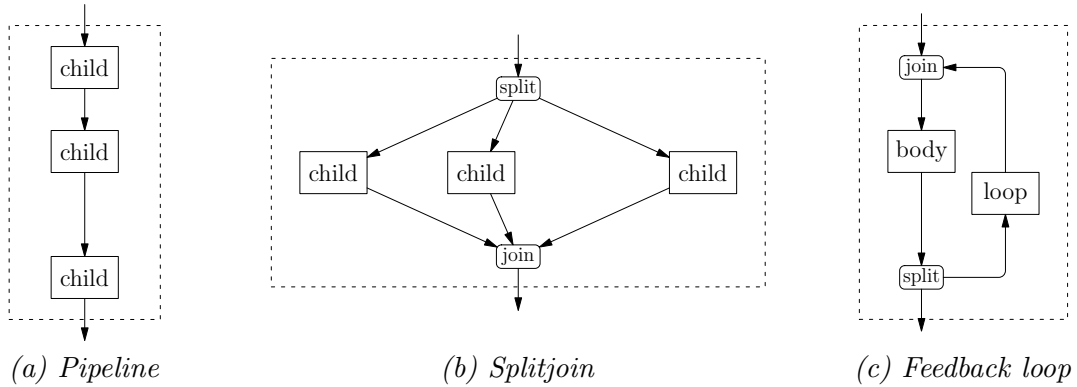 child
child
child
(a) Pipeline
split
child child child
join
(b) Splitjoin
join
body
loop
split
(c) Feedback loop